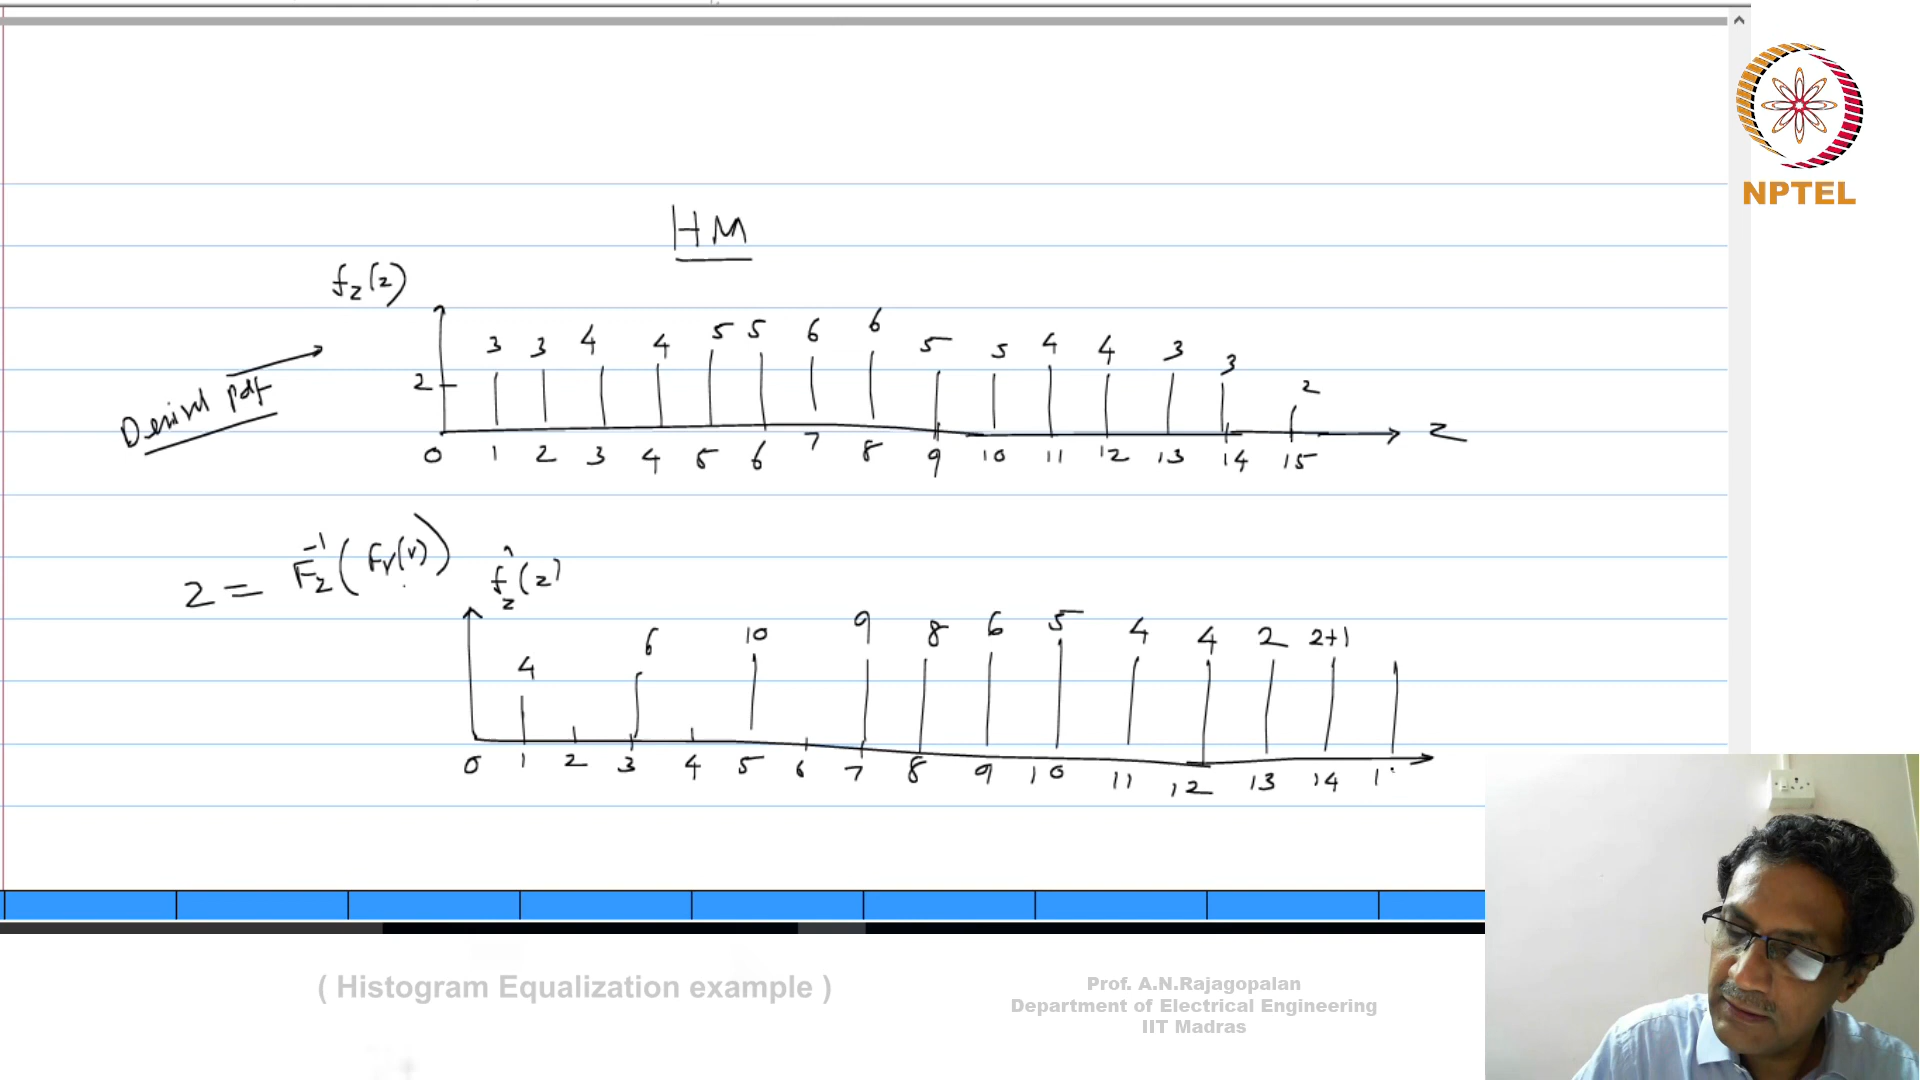 NPTEL
HM
f_z(z)
3 3 4 4 5 5 6 6 5 5 4 4 3 3 2
2
Desired pdf
0 1 2 3 4 5 6 7 8 9 10 11 12 13 14 15 z
z = F_z^{-1}(F_r(r)) \hat{f}_z(z)
4 6 10 9 8 6 5 4 4 2 2+1
0 1 2 3 4 5 6 7 8 9 10 11 12 13 14 1
( Histogram Equalization example )
Prof. A.N.Rajagopalan
Department of Electrical Engineering
IIT Madras